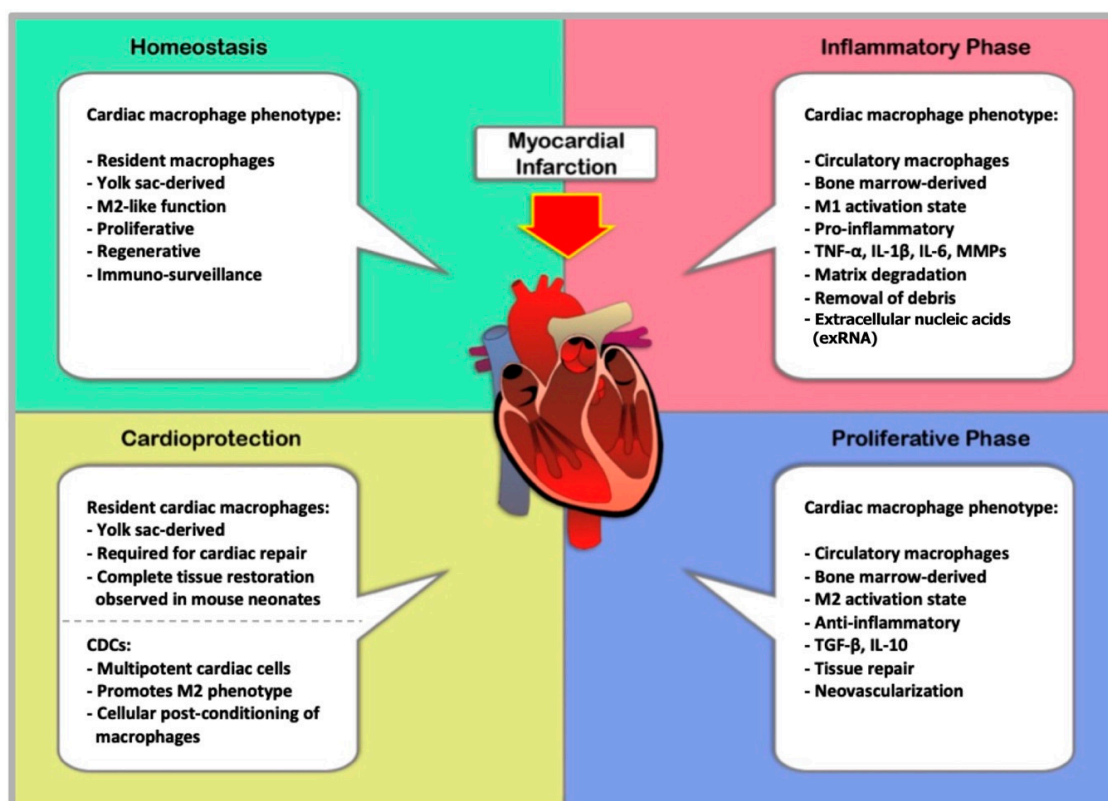 Homeostasis
Cardiac macrophage phenotype:
- Resident macrophages
- Yolk sac-derived
- M2-like function
- Proliferative
- Regenerative
- Immuno-surveillance
Myocardial
Infarction
Inflammatory Phase
Cardiac macrophage phenotype:
- Circulatory macrophages
- Bone marrow-derived
- M1 activation state
- Pro-inflammatory
- TNF-α, IL-1β, IL-6, MMPs
- Matrix degradation
- Removal of debris
- Extracellular nucleic acids
(exRNA)
Cardioprotection
Resident cardiac macrophages:
- Yolk sac-derived
- Required for cardiac repair
- Complete tissue restoration
observed in mouse neonates
CDCs:
- Multipotent cardiac cells
- Promotes M2 phenotype
- Cellular post-conditioning of
macrophages
Proliferative Phase
Cardiac macrophage phenotype:
- Circulatory macrophages
- Bone marrow-derived
- M2 activation state
- Anti-inflammatory
- TGF-β, IL-10
- Tissue repair
- Neovascularization